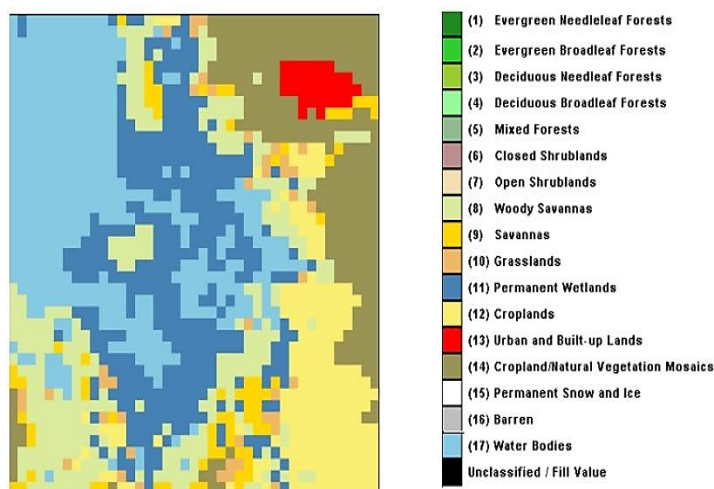 (1) Evergreen Needleleaf Forests
(2) Evergreen Broadleaf Forests
(3) Deciduous Needleaf Forests
(4) Deciduous Broadleaf Forests
(5) Mixed Forests
(6) Closed Shrublands
(7) Open Shrublands
(8) Woody Savannas
(9) Savannas
(10) Grasslands
(11) Permanent Wetlands
(12) Croplands
(13) Urban and Built-up Lands
(14) Cropland/Natural Vegetation Mosaics
(15) Permanent Snow and Ice
(16) Barren
(17) Water Bodies
Unclassified / Fill Value